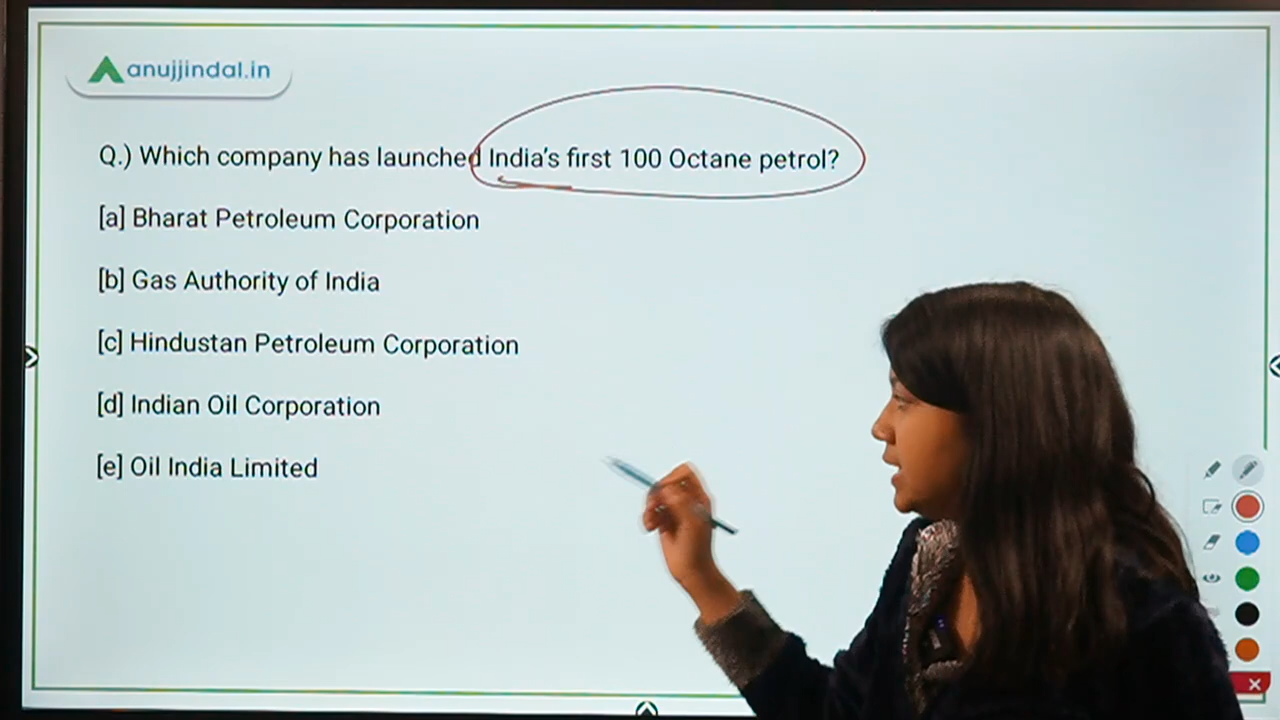 anujjindal.in
Q.) Which company has launched India's first 100 Octane petrol?
[a] Bharat Petroleum Corporation
[b] Gas Authority of India
[c] Hindustan Petroleum Corporation
[d] Indian Oil Corporation
[e] Oil India Limited